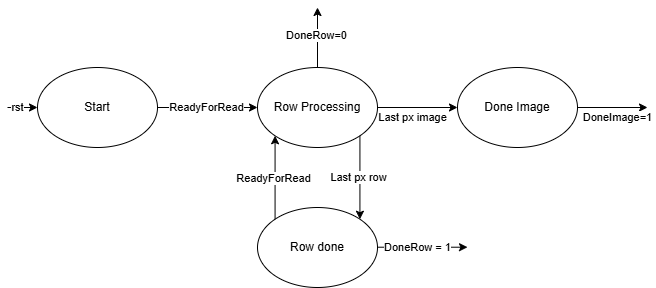 DoneRow=0
-rst
Start
ReadyForRead
Row Processing
Last px image
Done Image
DoneImage=1
ReadyForRead
Last px row
Row done
DoneRow = 1